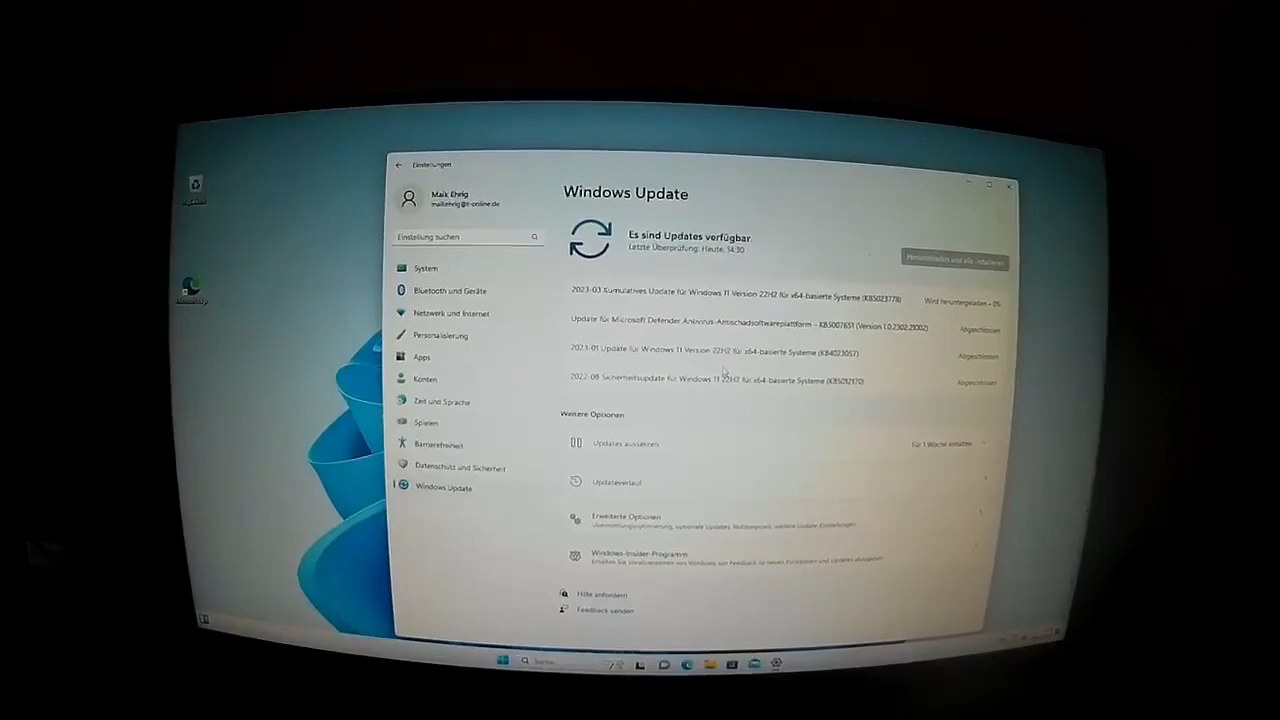 Einstellungen
Maik Ehrig
maikehrig@t-online.de
Einstellung suchen
System
Bluetooth und Geräte
Netzwerk und Internet
Personalisierung
Apps
Konten
Zeit und Sprache
Spielen
Barrierefreiheit
Datenschutz und Sicherheit
Windows Update
Windows Update
Es sind Updates verfügbar
Letzte Überprüfung: Heute, 14:30
Herunterladen und alle installieren
2023-03 Kumulatives Update für Windows 11 Version 22H2 für x64-basierte Systeme (KB5023778) Wird heruntergeladen – 0%
Update für Microsoft Defender Antivirus-Antischadsoftwareplattform – KB5007651 (Version 1.0.2302.21002) Abgeschlossen
2023-01 Update für Windows 11 Version 22H2 für x64-basierte Systeme (KB4023057) Abgeschlossen
2022-08 Sicherheitsupdate für Windows 11 22H2 für x64-basierte Systeme (KB5012170) Abgeschlossen
Weitere Optionen
Updates aussetzen Für 1 Woche anhalten
Updateverlauf
Erweiterte Optionen
Übermittlungsoptimierung, optionale Updates, Nutzungszeit, weitere Update-Einstellungen
Windows-Insider-Programm
Erhalten Sie Vorabversionen von Windows, um Feedback zu neuen Funktionen und Updates
Hilfe anfordern
Feedback senden
Suche